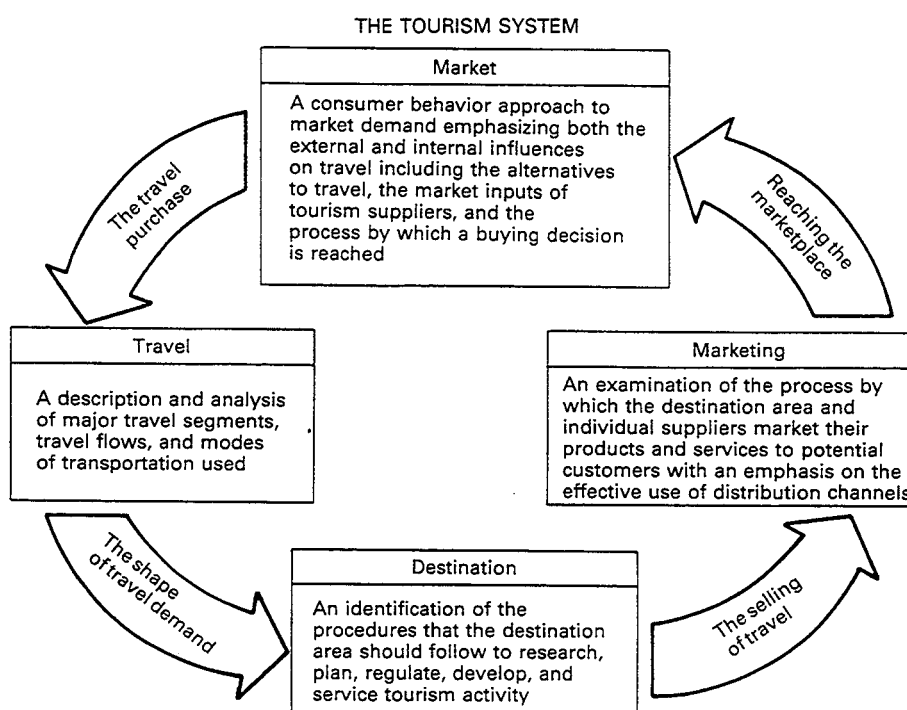 THE TOURISM SYSTEM
Market
A consumer behavior approach to
market demand emphasizing both the
external and internal influences
on travel including the alternatives
to travel, the market inputs of
tourism suppliers, and the
process by which a buying decision
is reached
The travel
purchase
Reaching the
marketplace
Travel
A description and analysis
of major travel segments,
travel flows, and modes
of transportation used
Marketing
An examination of the process by
which the destination area and
individual suppliers market their
products and services to potential
customers with an emphasis on the
effective use of distribution channels
The shape
of travel demand
Destination
An identification of the
procedures that the destination
area should follow to research,
plan, regulate, develop, and
service tourism activity
The selling
of travel